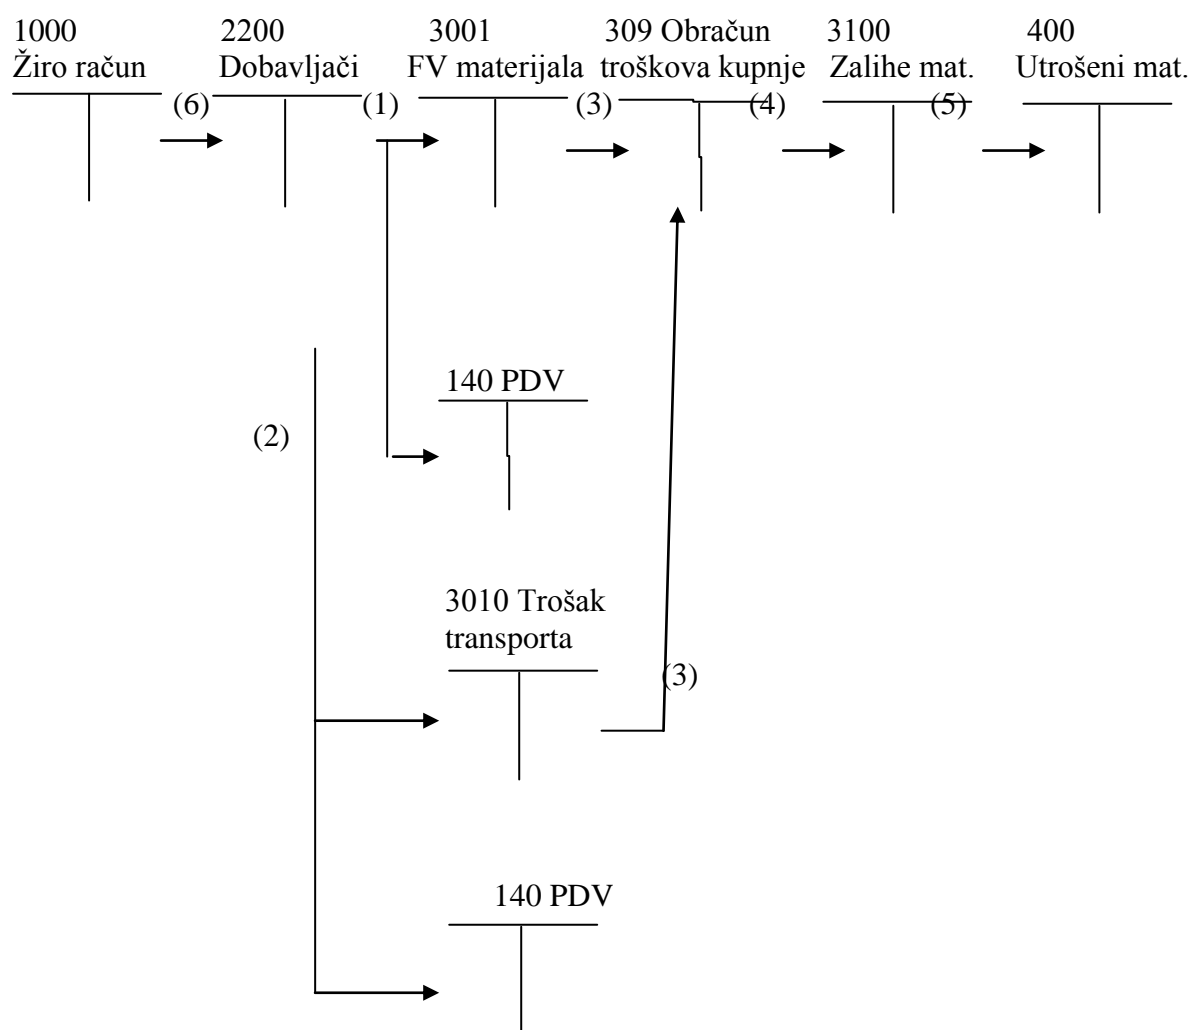 1000
Žiro račun
2200
Dobavljači
3001
FV materijala
309 Obračun
troškova kupnje
3100
Zalihe mat.
400
Utrošeni mat.
(6)
(1)
(3)
(4)
(5)
140 PDV
(2)
3010 Trošak
transporta
(3)
140 PDV